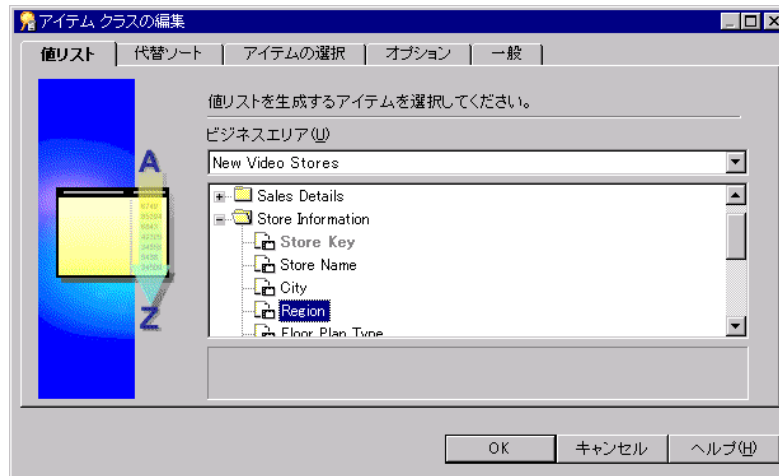 アイテム クラスの編集
値リスト 代替ソート アイテムの選択 オプション 一般
値リストを生成するアイテムを選択してください。
ビジネスエリア(U)
New Video Stores
Sales Details
Store Information
Store Key
Store Name
City
Region
Floor Plan Type
A
Z
OK キャンセル ヘルプ(H)